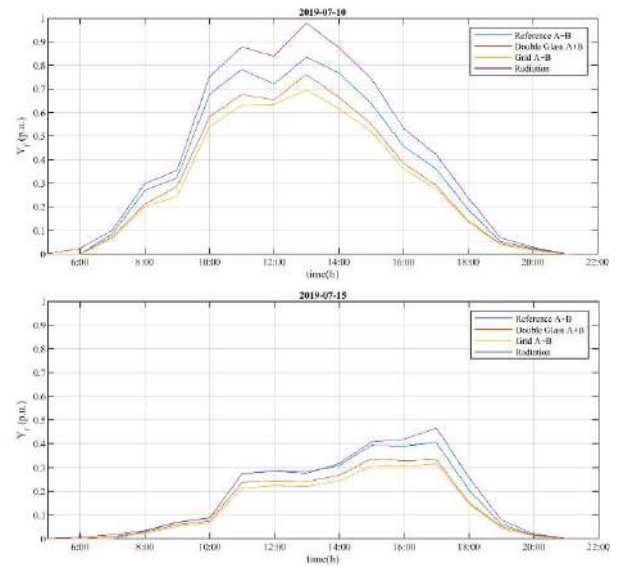 2019-07-10
1
0.9
0.8
0.7
0.6
0.5
0.4
0.3
0.2
0.1
0
Y_f (p.u.)
Reference A+B
Double Glass A+B
Grid A+B
Radiation
6:00 8:00 10:00 12:00 14:00 16:00 18:00 20:00 22:00
time(h)
2019-07-15
1
0.9
0.8
0.7
0.6
0.5
0.4
0.3
0.2
0.1
0
Y_f (p.u.)
Reference A+B
Double Glass A+B
Grid A+B
Radiation
6:00 8:00 10:00 12:00 14:00 16:00 18:00 20:00 22:00
time(h)